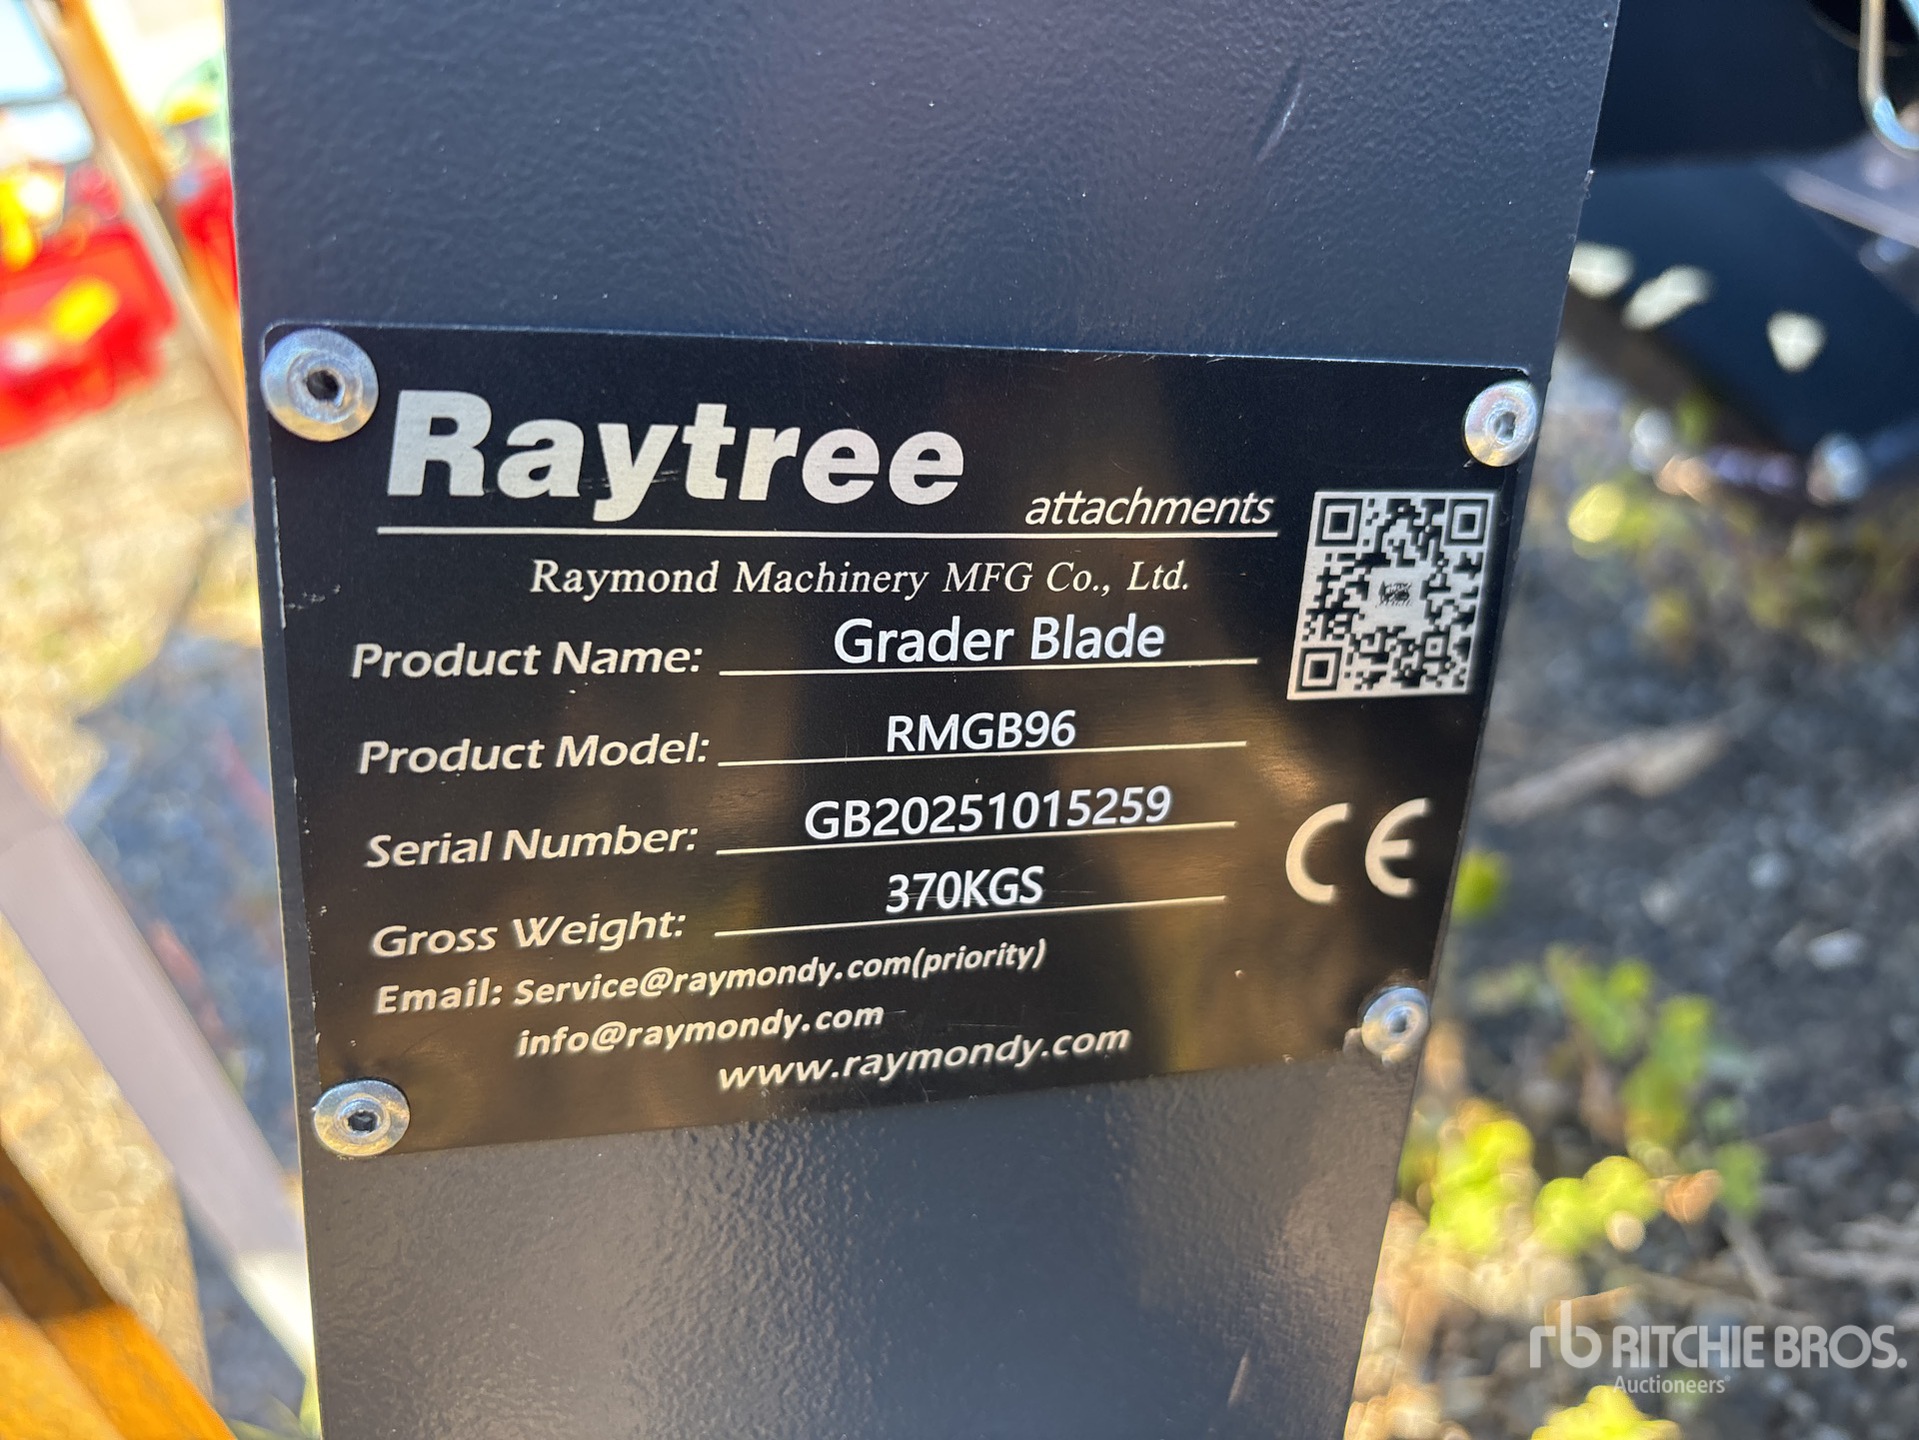 Raytree
attachments
Raymond Machinery MFG Co., Ltd.
Product Name: Grader Blade
Product Model: RMGB96
Serial Number: GB20251015259
Gross Weight: 370KGS
CE
Email: Service@raymondy.com(priority)
info@raymondy.com
www.raymondy.com
rb RITCHIE BROS.
Auctioneers